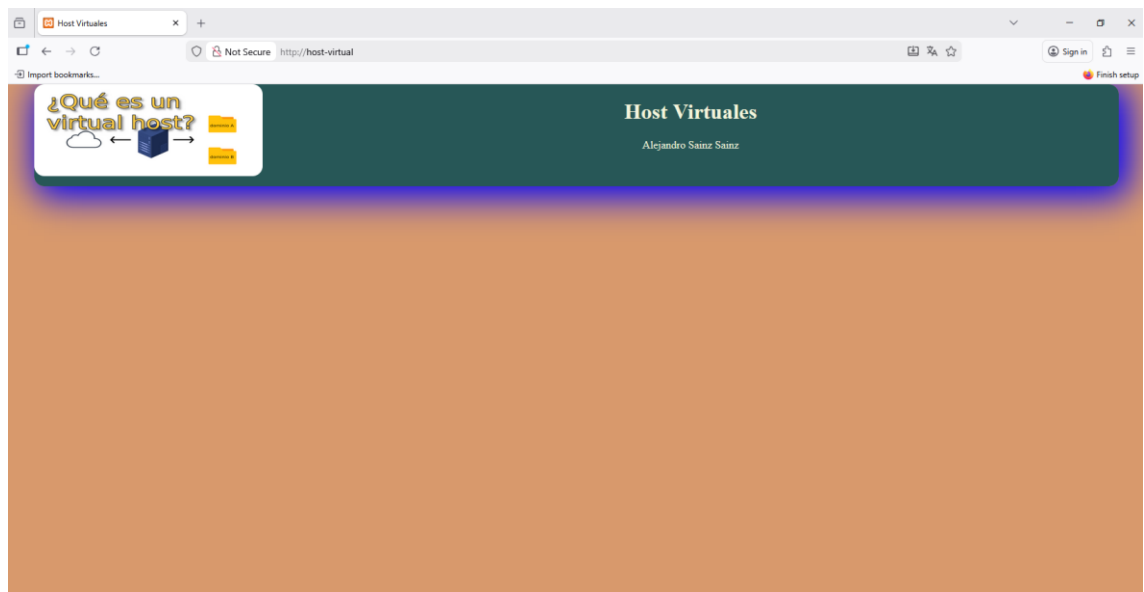 Host Virtuales
Sign in
Not Secure
http://host-virtual
Import bookmarks...
Finish setup
¿Qué es un
virtual host?
Host Virtuales
Alejandro Sainz Sainz